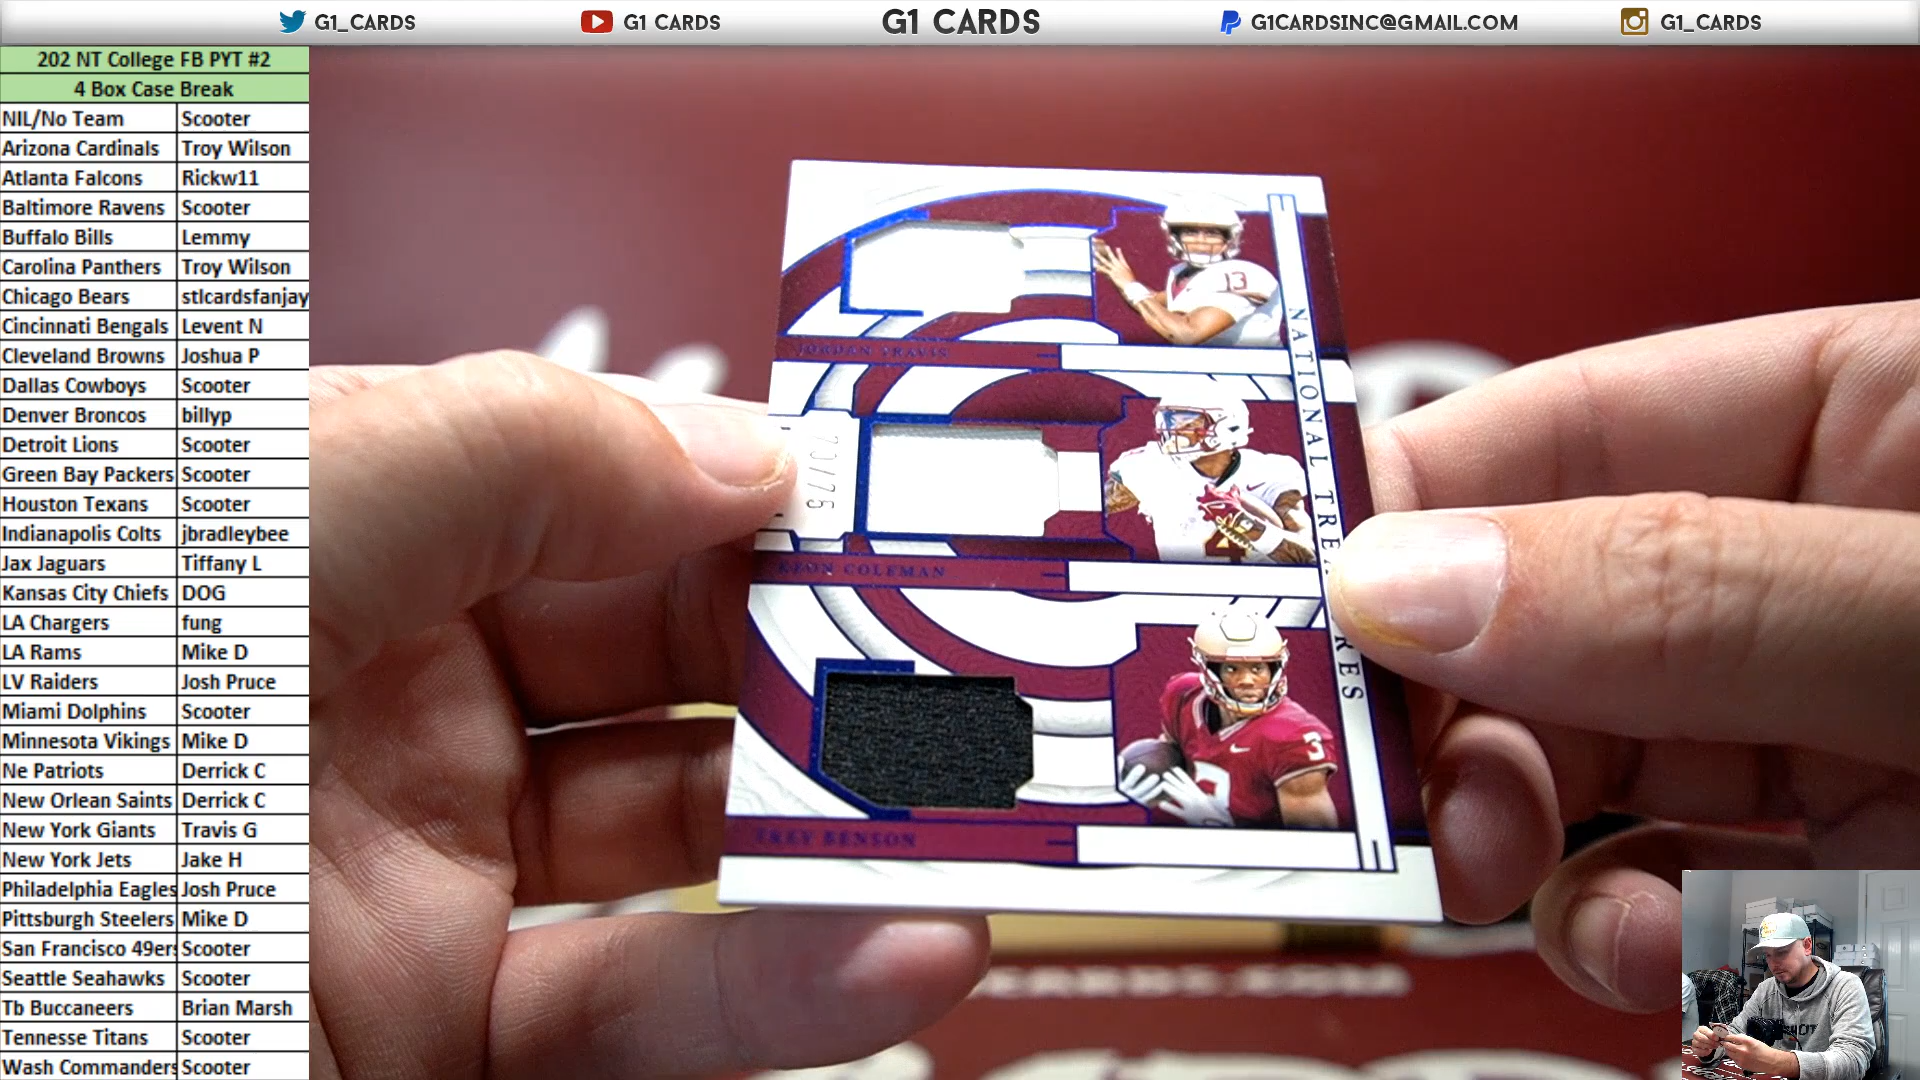 G1_CARDS G1 CARDS G1 CARDS G1CARDSINC@GMAIL.COM G1_CARDS
202 NT College FB PYT #2
4 Box Case Break
NIL/No Team Scooter
Arizona Cardinals Troy Wilson
Atlanta Falcons Rickw11
Baltimore Ravens Scooter
Buffalo Bills Lemmy
Carolina Panthers Troy Wilson
Chicago Bears stlcardsfanjay
Cincinnati Bengals Levent N
Cleveland Browns Joshua P
Dallas Cowboys Scooter
Denver Broncos billyp
Detroit Lions Scooter
Green Bay Packers Scooter
Houston Texans Scooter
Indianapolis Colts jbradleybee
Jax Jaguars Tiffany L
Kansas City Chiefs DOG
LA Chargers fung
LA Rams Mike D
LV Raiders Josh Pruce
Miami Dolphins Scooter
Minnesota Vikings Mike D
Ne Patriots Derrick C
New Orlean Saints Derrick C
New York Giants Travis G
New York Jets Jake H
Philadelphia Eagles Josh Pruce
Pittsburgh Steelers Mike D
San Francisco 49ers Scooter
Seattle Seahawks Scooter
Tb Buccaneers Brian Marsh
Tennesse Titans Scooter
Wash Commanders Scooter
JORDAN TRAVIS
13
KEON COLEMAN
4
TREY BENSON
3
NATIONAL TRE RES